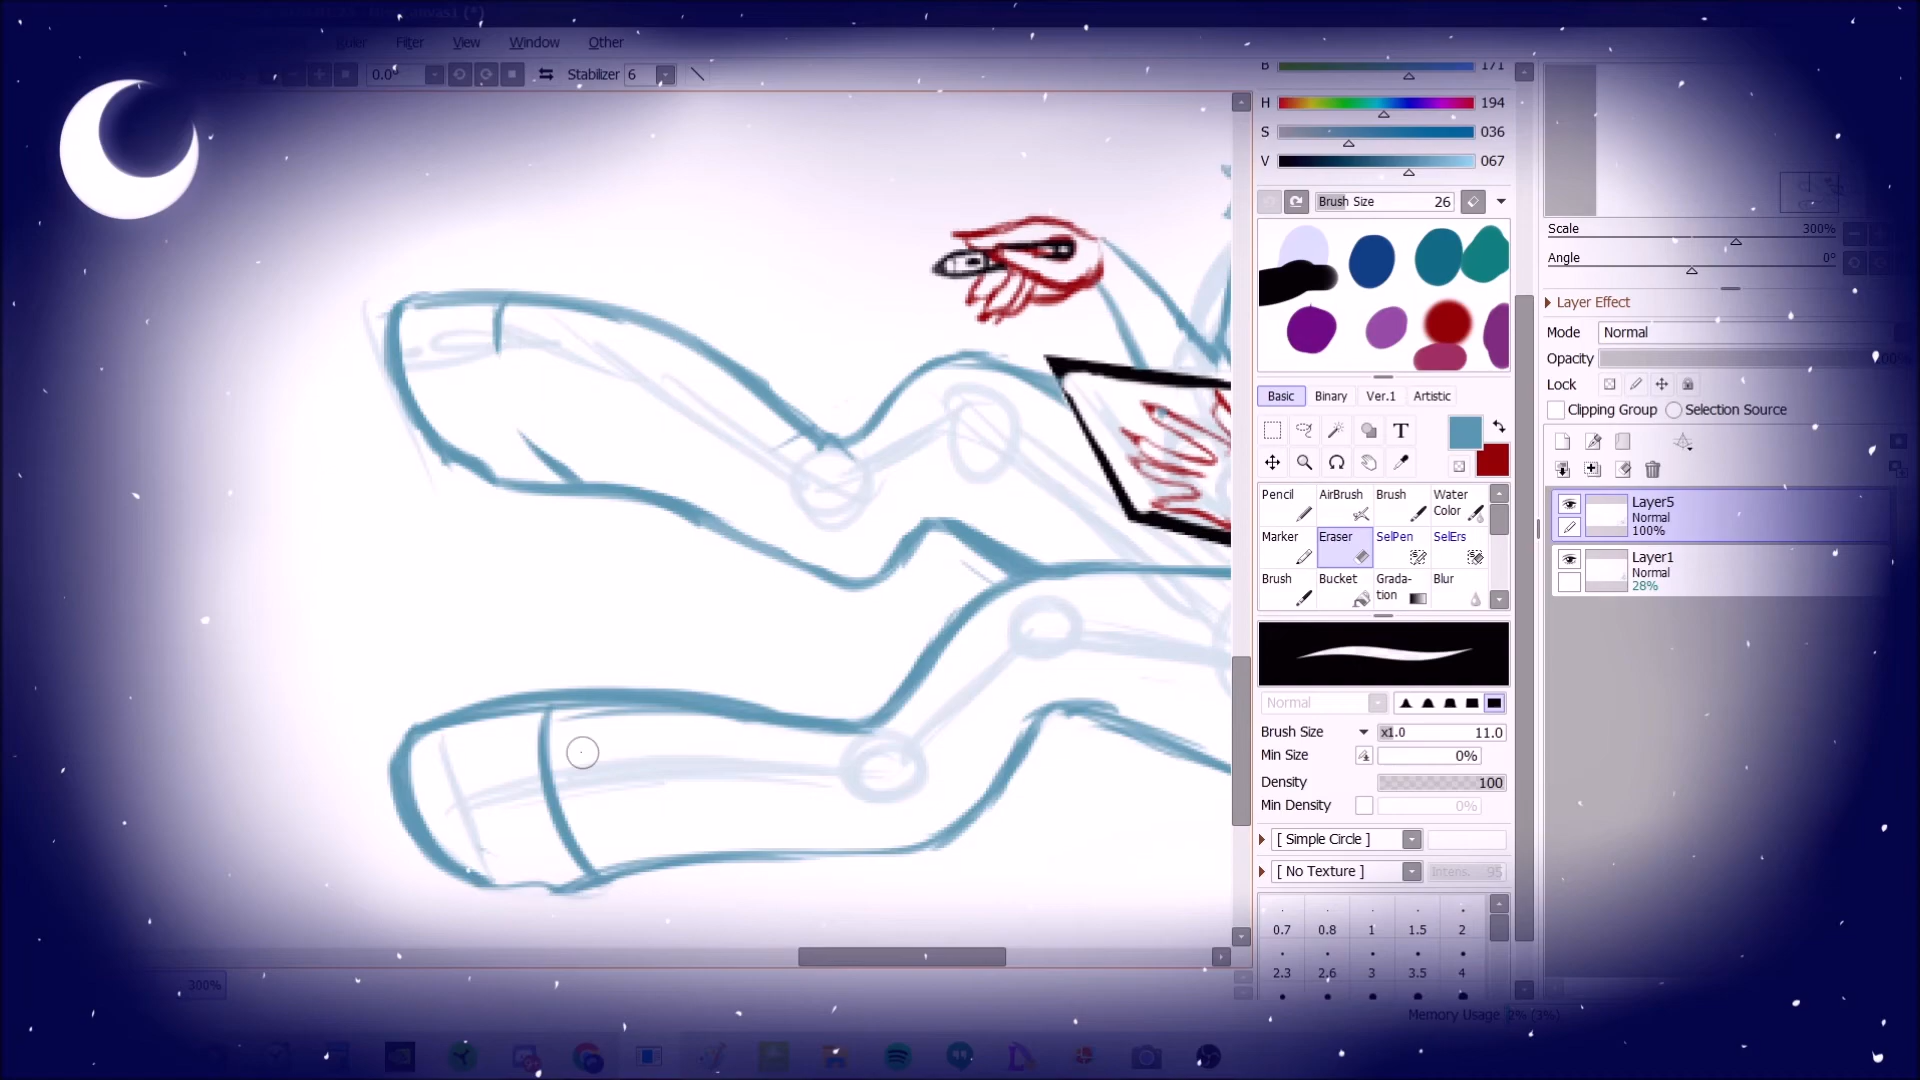 Filter View Window Other
0.0° Stabilizer 6
B 171
H 194
S 036
V 067
Brush Size 26
Basic Binary Ver.1 Artistic
T
Pencil AirBrush Brush Water Color
Marker Eraser SelPen SelErs
Brush Bucket Grada-tion Blur
Normal
Brush Size x1.0 11.0
Min Size 0%
Density 100
Min Density 0%
[ Simple Circle ]
[ No Texture ] Intens. 95
0.7 0.8 1 1.5 2
2.3 2.6 3 3.5 4
Scale 300%
Angle 0°
Layer Effect
Mode Normal
Opacity
Lock
Clipping Group Selection Source
Layer5
Normal
100%
Layer1
Normal
28%
300%
Memory Usage 2% (3%)